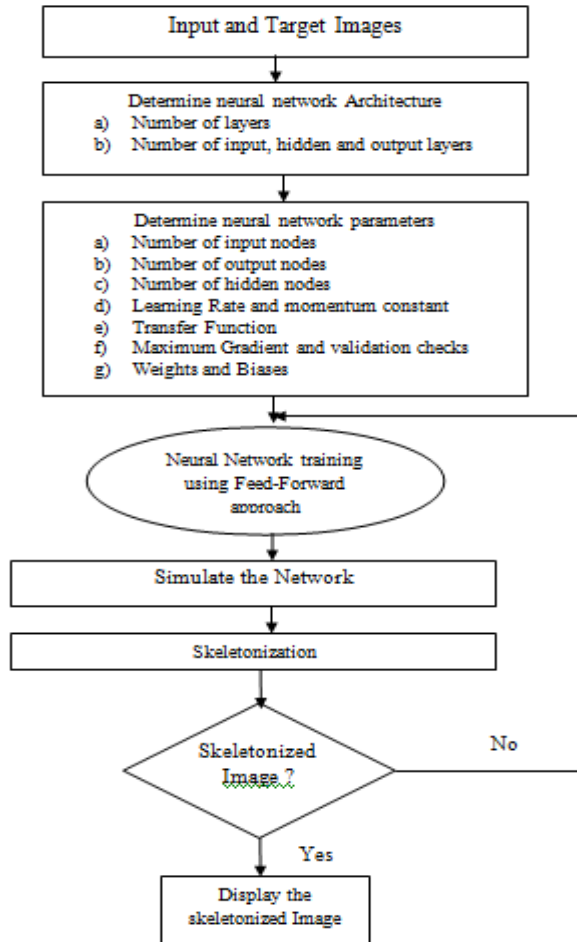 Input and Target Images
Determine neural network Architecture
a) Number of layers
b) Number of input, hidden and output layers
Determine neural network parameters
a) Number of input nodes
b) Number of output nodes
c) Number of hidden nodes
d) Learning Rate and momentum constant
e) Transfer Function
f) Maximum Gradient and validation checks
g) Weights and Biases
Neural Network training
using Feed-Forward
approach
Simulate the Network
Skeletonization
Skeletonized
Image ?
No
Yes
Display the
skeletonized Image